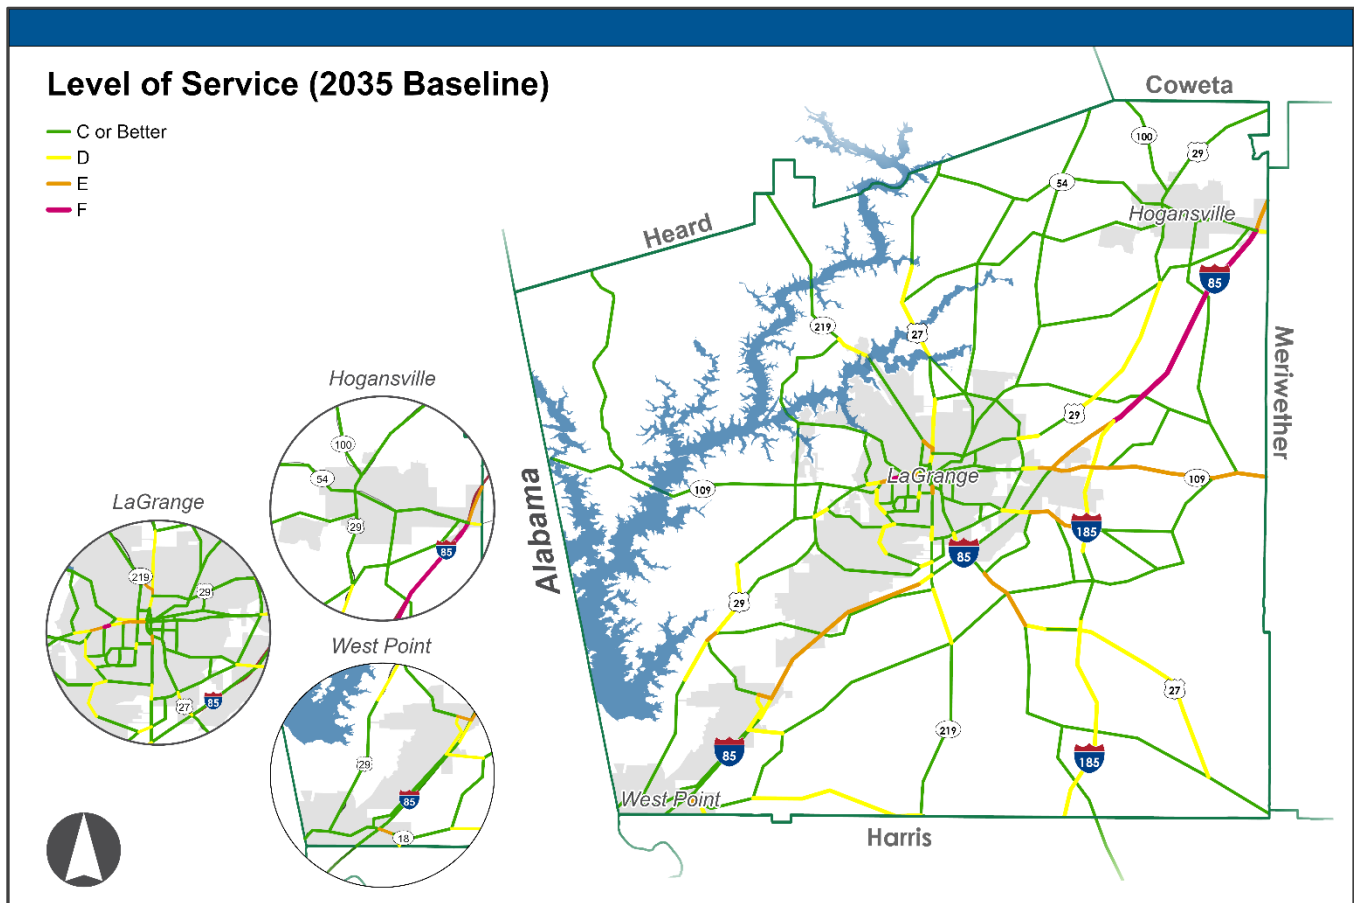 Level of Service (2035 Baseline)
C or Better
D
E
F
Coweta
100
29
54
Hogansville
Heard
85
219
27
Meriwether
Hogansville
29
100
LaGrange
109
54
109
Alabama
LaGrange
29
185
85
85
219
29
29
West Point
27
27
85
219
29
85
185
85
West Point
18
Harris